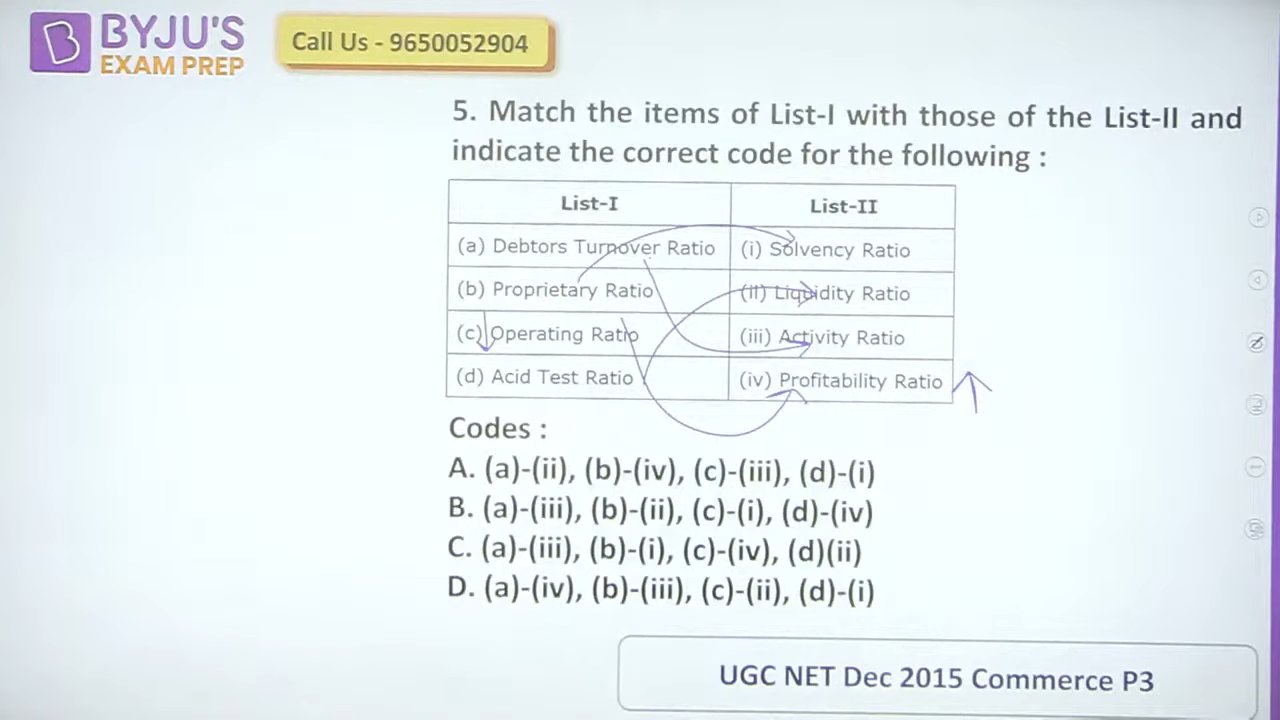 BYJU'S
EXAM PREP
Call Us - 9650052904
5. Match the items of List-I with those of the List-II and
indicate the correct code for the following :
List-I List-II
(a) Debtors Turnover Ratio (i) Solvency Ratio
(b) Proprietary Ratio (ii) Liquidity Ratio
(c) Operating Ratio (iii) Activity Ratio
(d) Acid Test Ratio (iv) Profitability Ratio
Codes :
A. (a)-(ii), (b)-(iv), (c)-(iii), (d)-(i)
B. (a)-(iii), (b)-(ii), (c)-(i), (d)-(iv)
C. (a)-(iii), (b)-(i), (c)-(iv), (d)(ii)
D. (a)-(iv), (b)-(iii), (c)-(ii), (d)-(i)
UGC NET Dec 2015 Commerce P3